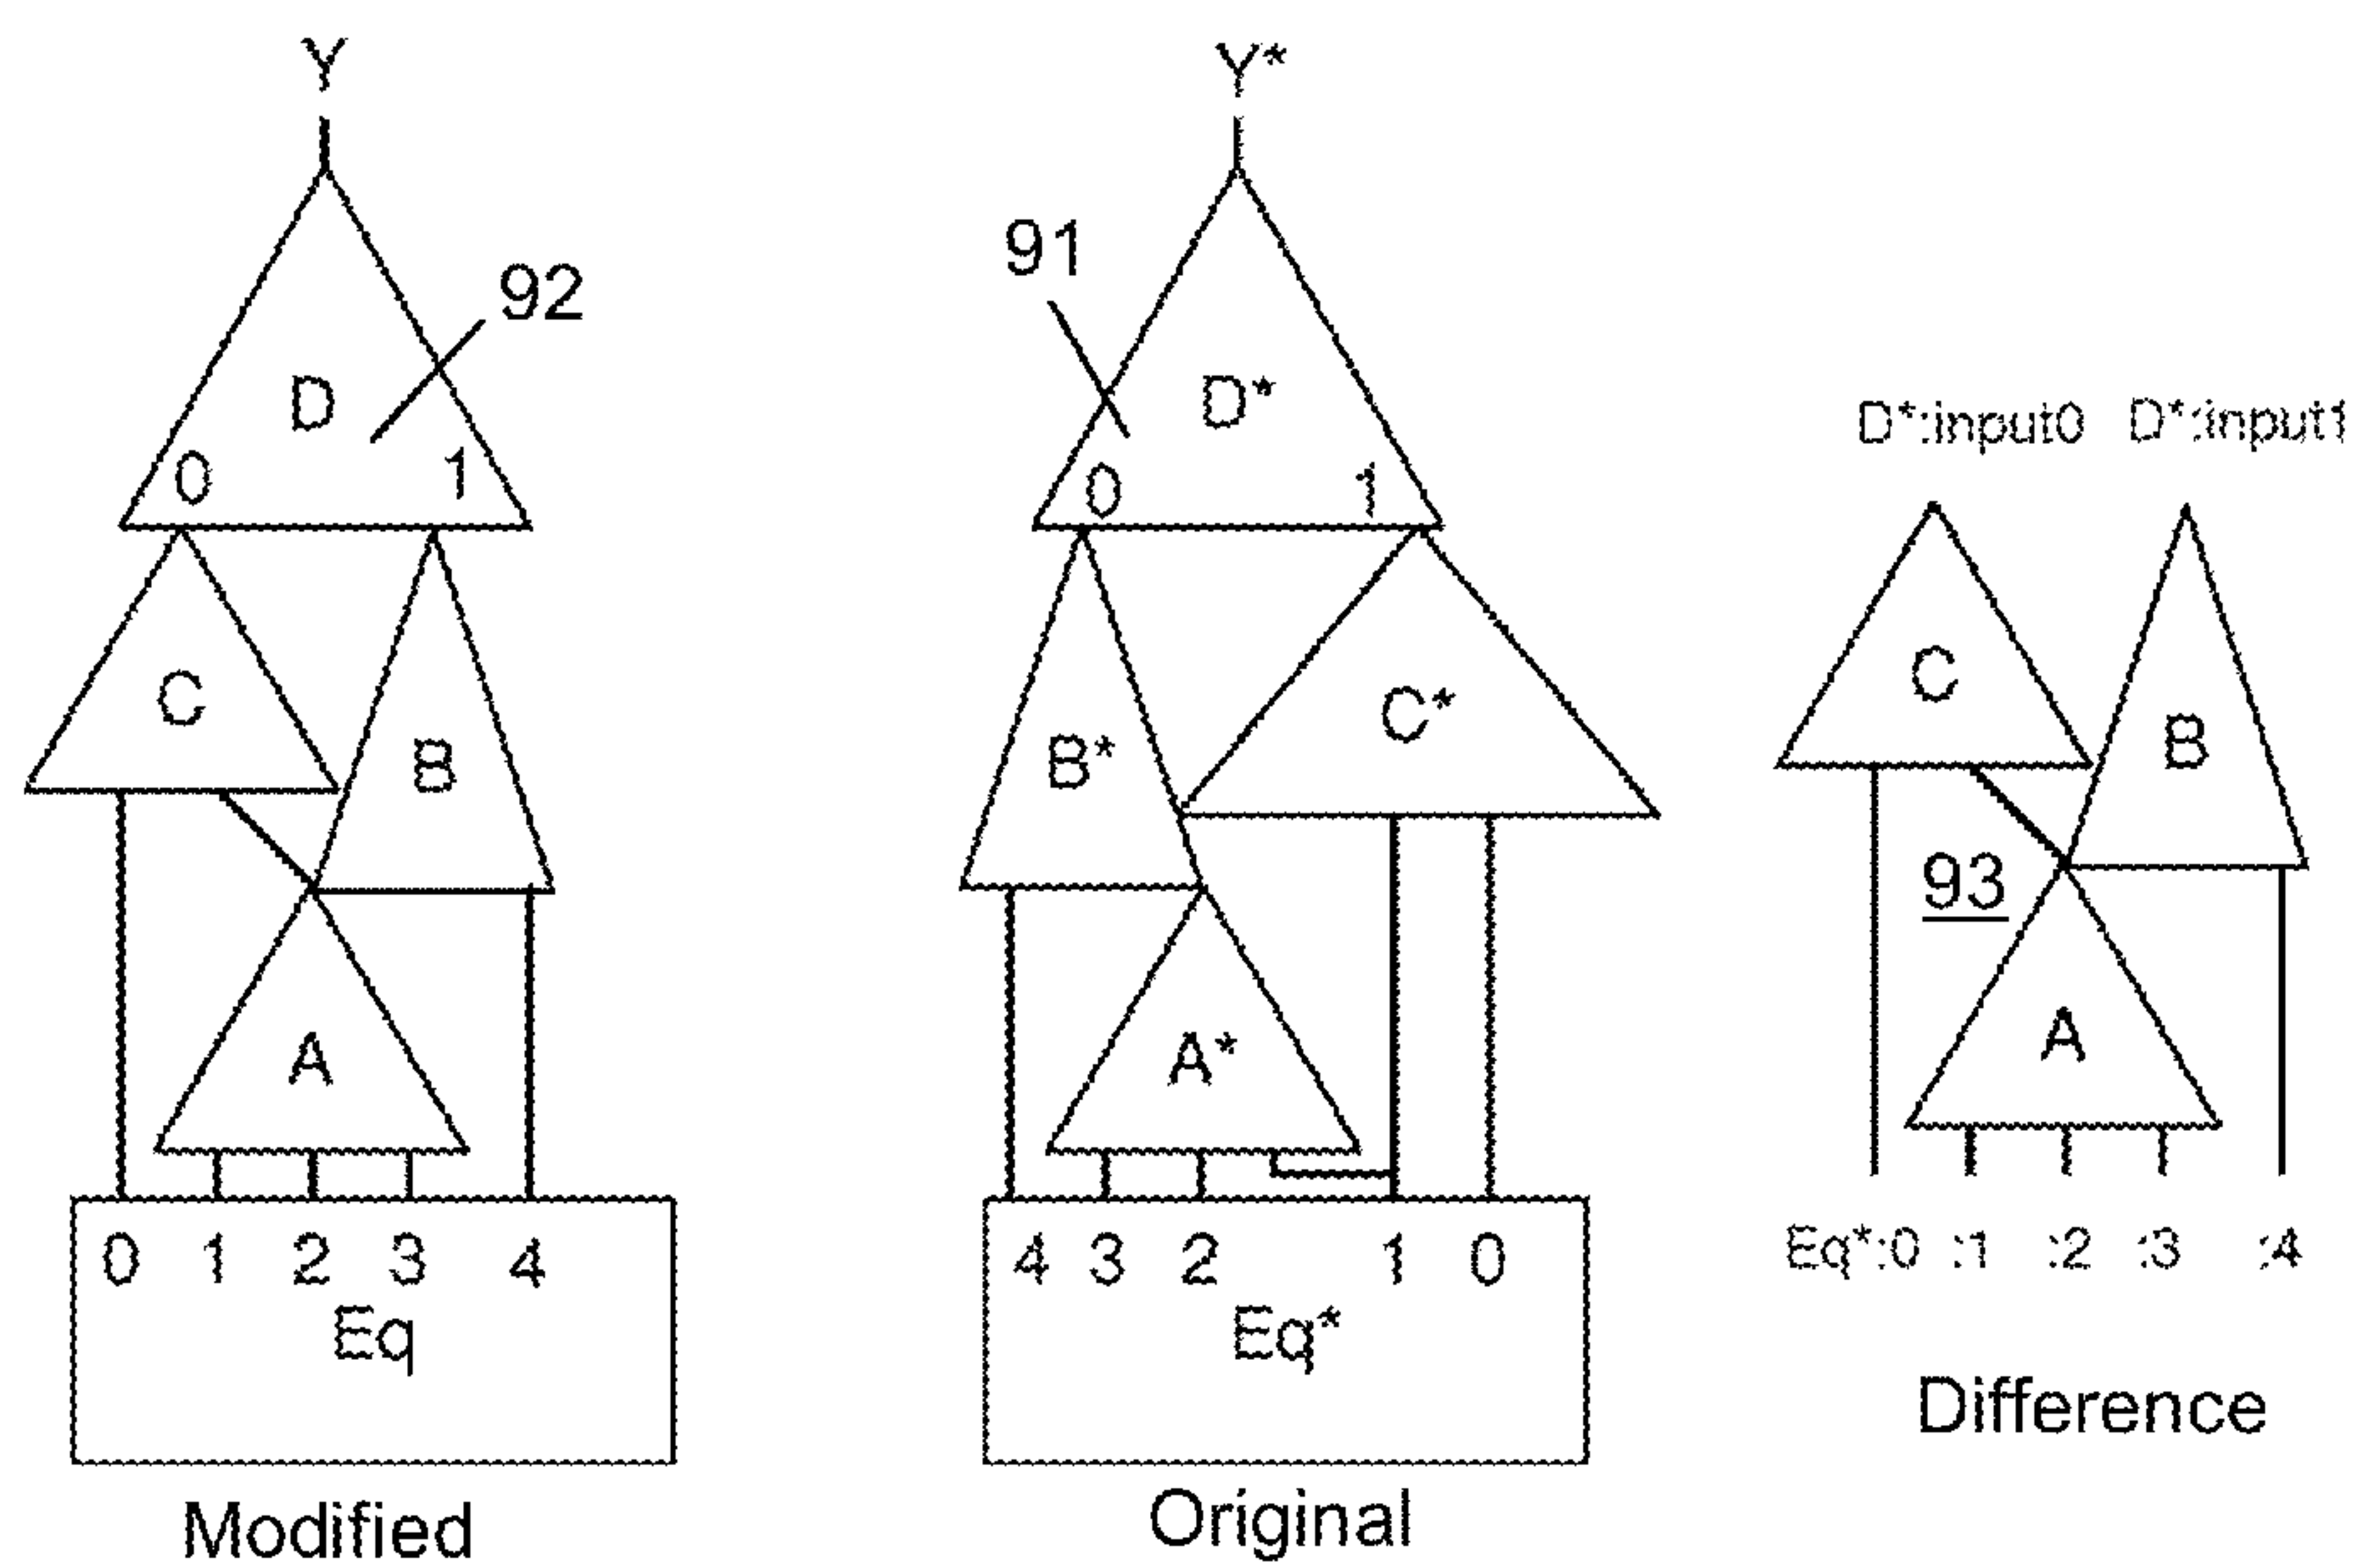 Y Y*
91
92
D D*
D*:input0 D*:input1
0 1 0 1
C C* C
B B* B
93
A A* A
0 1 2 3 4 4 3 2 1 0 Eq*:0 :1 :2 :3 :4
Eq Eq*
Difference
Modified Original